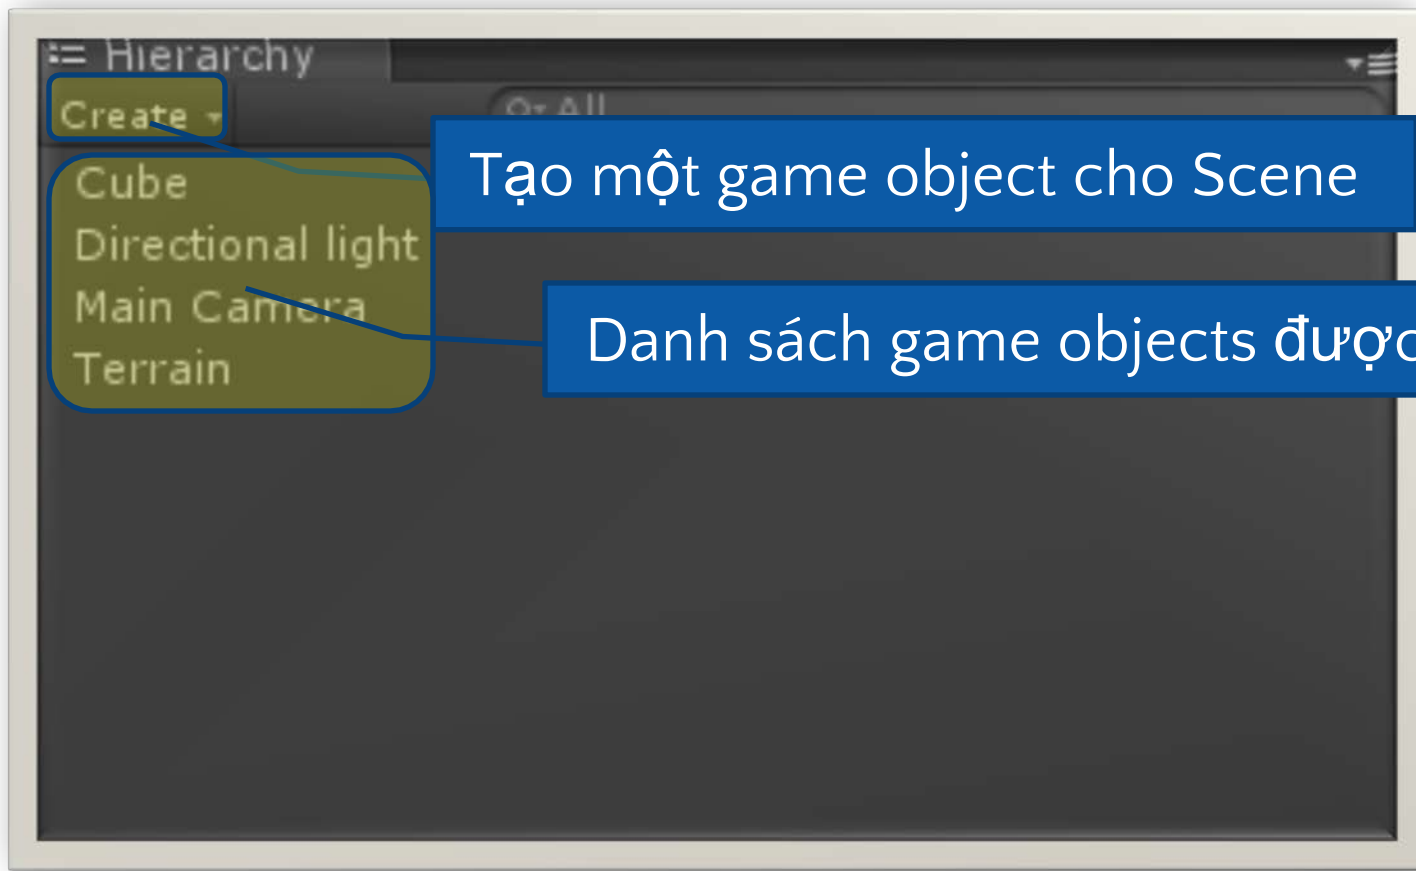 Hierarchy
Create
All
Tạo một game object cho Scene
Cube
Directional light
Main Camera
Danh sách game objects được
Terrain